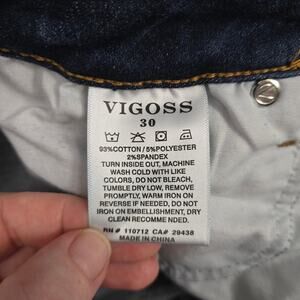 VIGOSS
30
93%COTTON / 5%POLYESTER
2%SPANDEX
TURN INSIDE OUT, MACHINE
WASH COLD WITH LIKE
COLORS, DO NOT BLEACH,
TUMBLE DRY LOW, REMOVE
PROMPTLY, WARM IRON ON
REVERSE IF NEEDED, DO NOT
IRON ON EMBELLISHMENT, DRY
CLEAN RECOMME NDED.
RN # 110712 CA# 29438
MADE IN CHINA